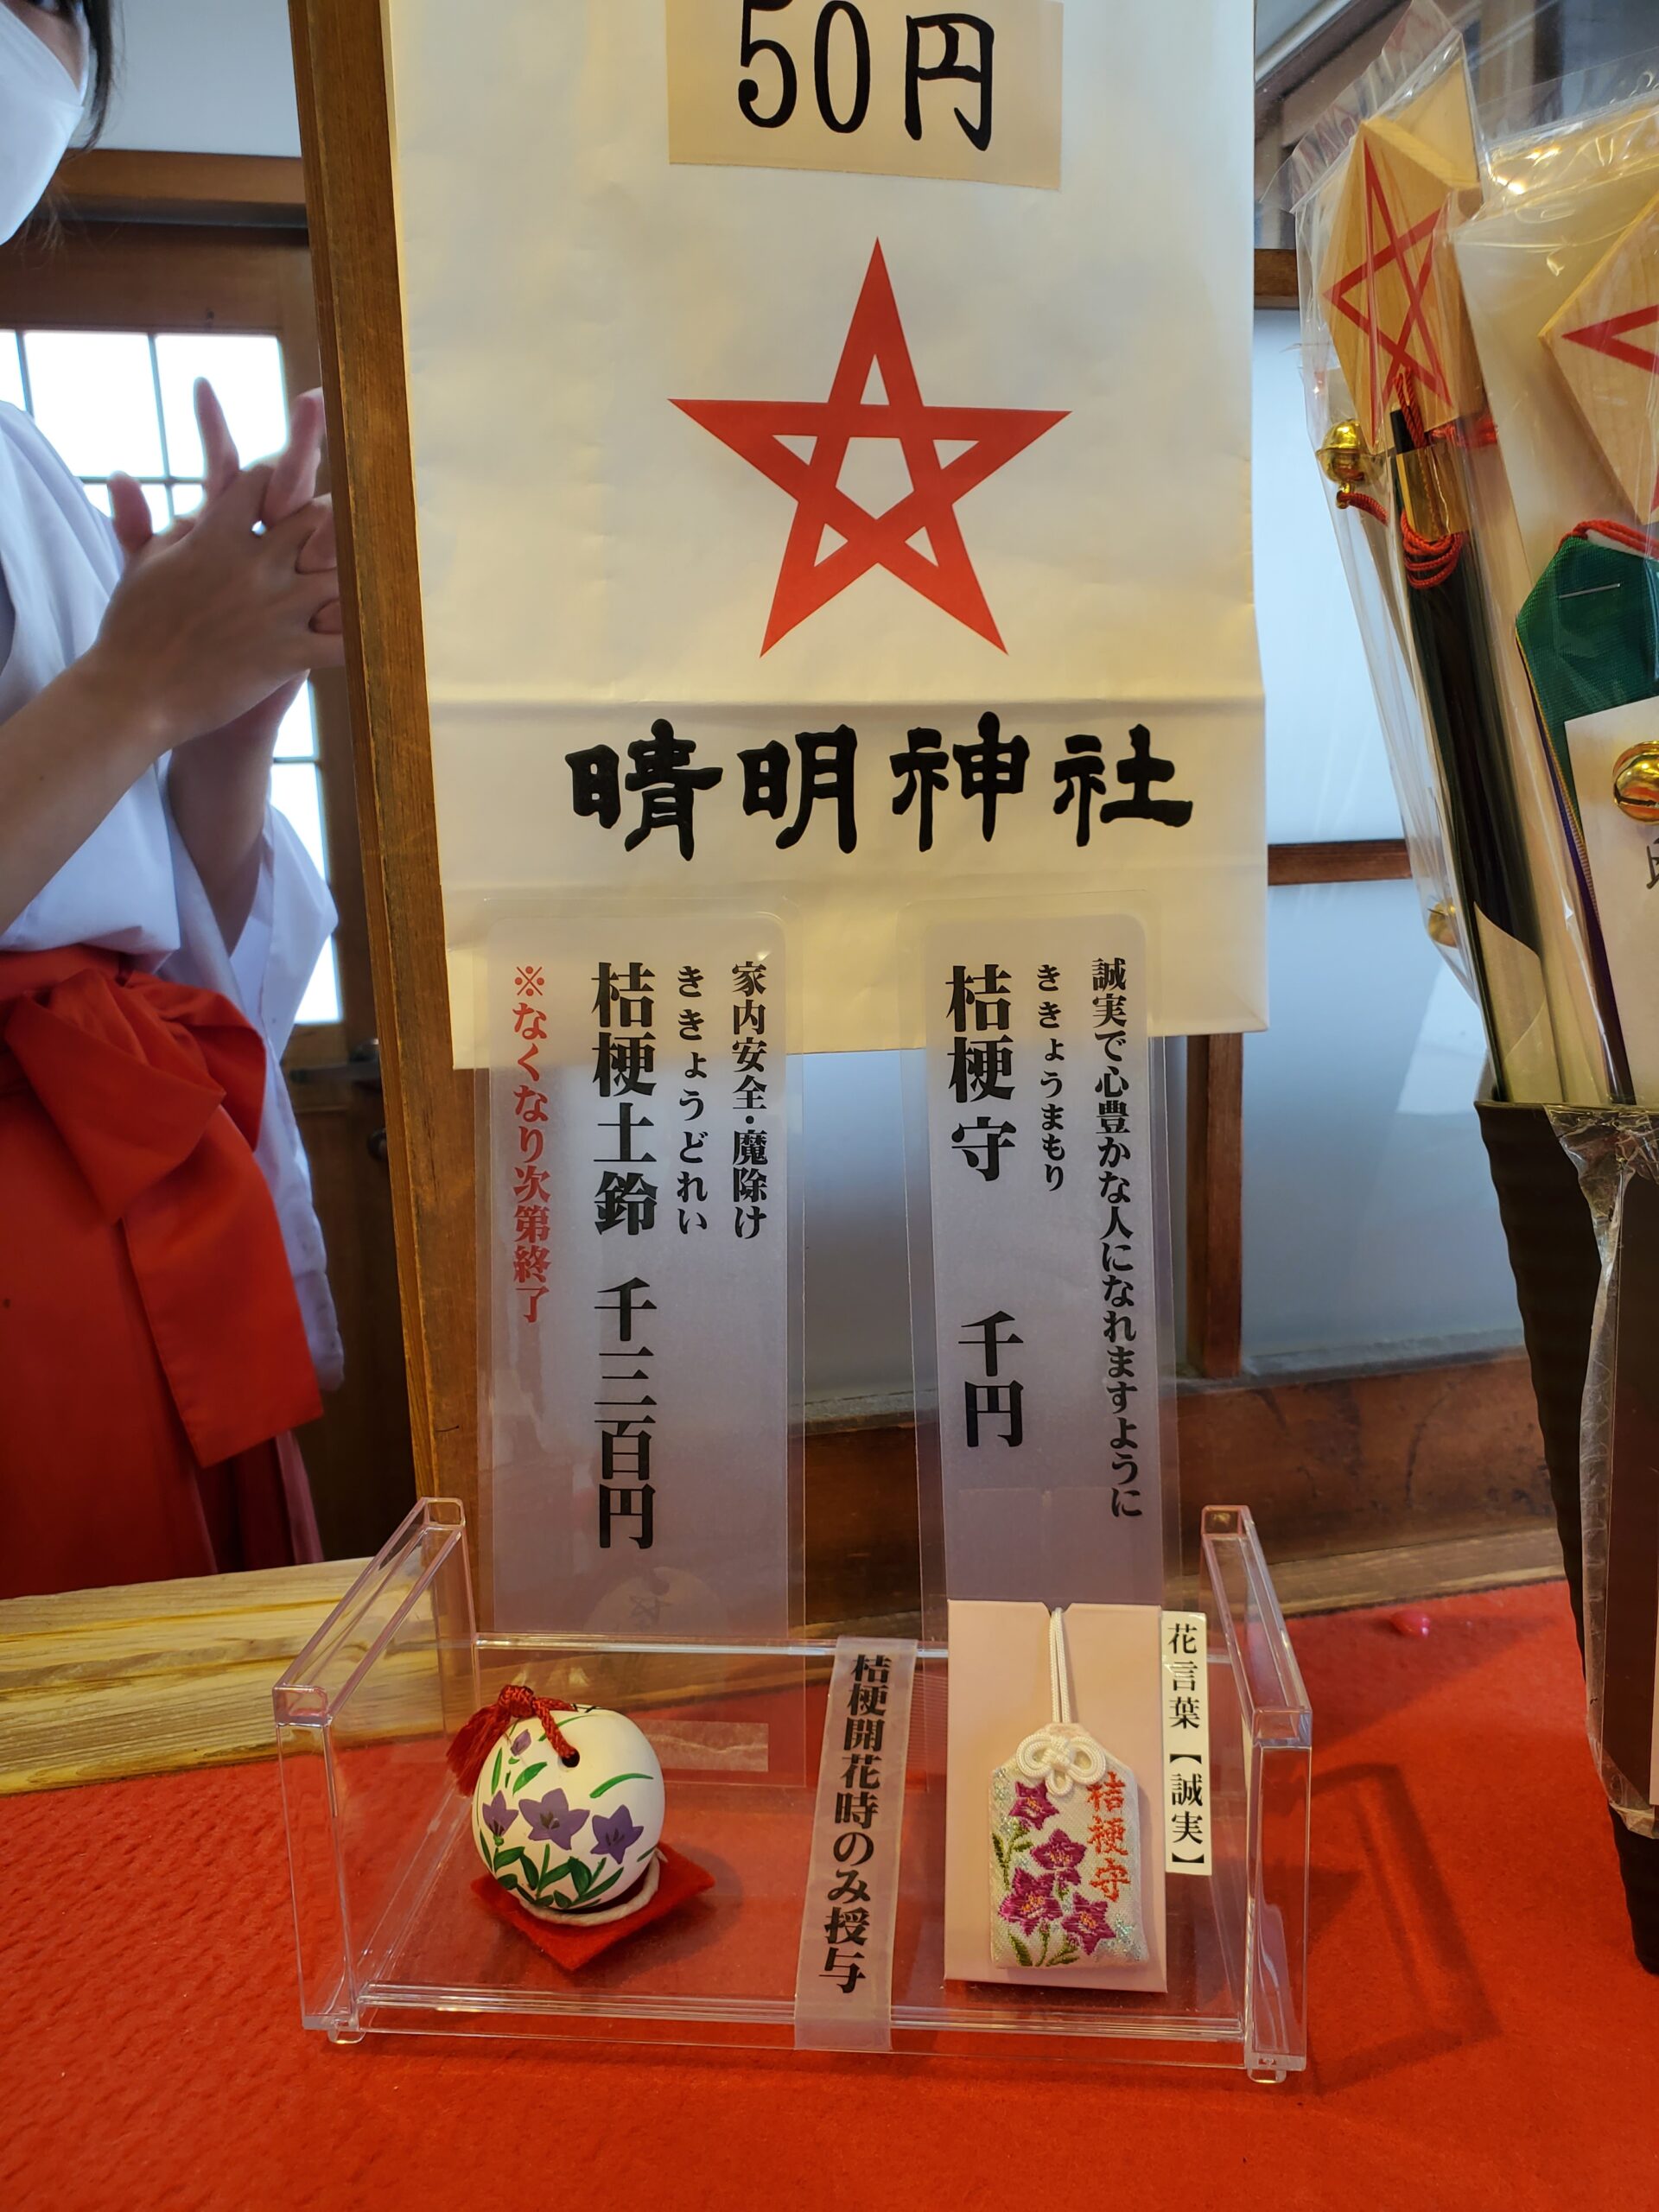 50円
晴明神社
誠実で心豊かな人になれますように
ききょうまもり
桔梗守 千円
家内安全・魔除け
ききょうどれい
桔梗土鈴 千三百円
※なくなり次第終了
花言葉【誠実】
桔梗守
桔梗開花時のみ授与